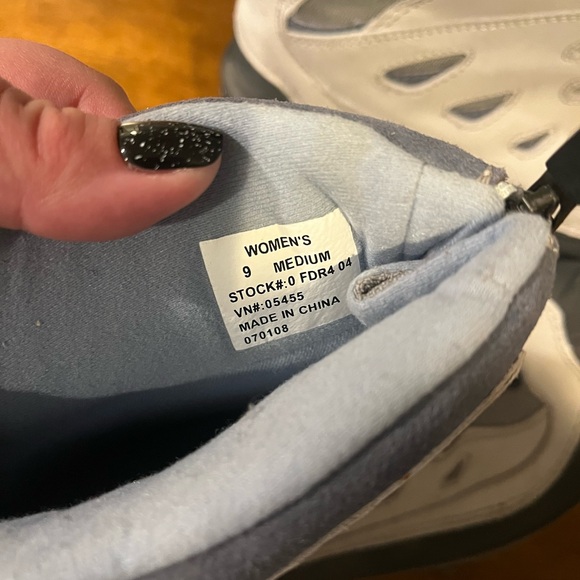 WOMEN'S
9 MEDIUM
STOCK#:0 FDR4 04
VN#:05455
MADE IN CHINA
070108